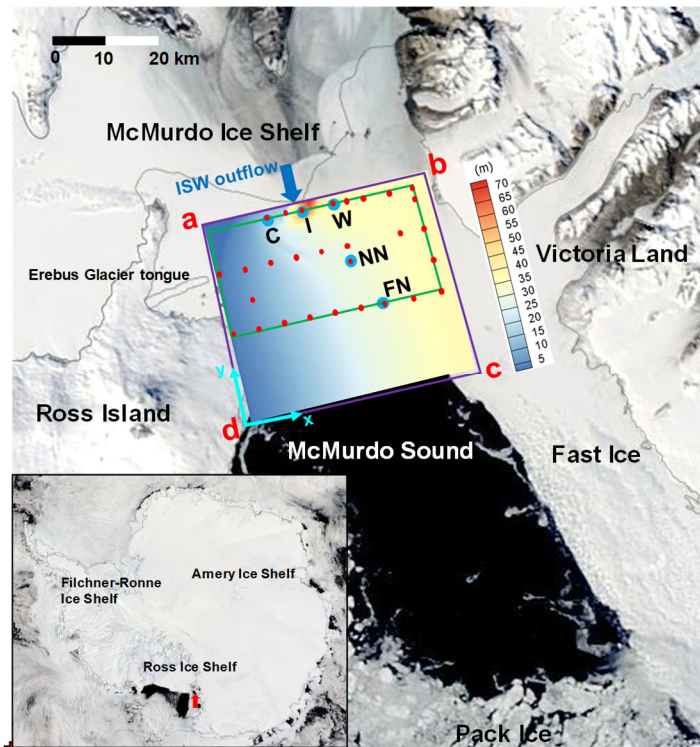 0 10 20 km
McMurdo Ice Shelf
ISW outflow
a
b
(m)
70
65
60
55
50
45
40
35
30
25
20
15
10
5
C
I
W
NN
FN
Victoria Land
Erebus Glacier tongue
y
x
c
d
Ross Island
McMurdo Sound
Fast Ice
Filchner-Ronne
Ice Shelf
Amery Ice Shelf
Ross Ice Shelf
Pack Ice